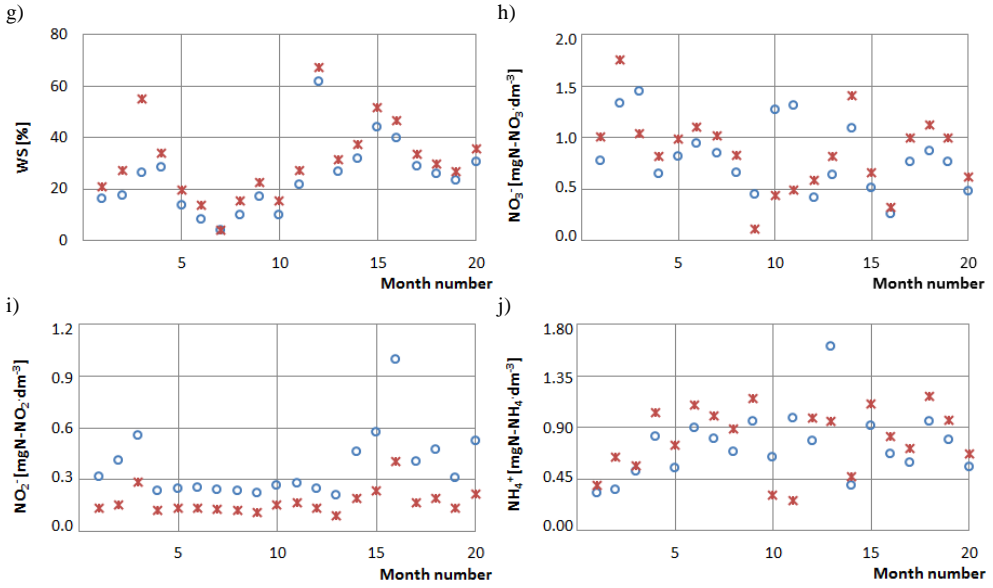 g)
80
60
40
20
0
WS[%]
5 10 15 20
Month number
h)
2.0
1.5
1.0
0.5
0.0
NO3- [mgN-NO3-·dm-3]
5 10 15 20
Month number
i)
1.2
0.9
0.6
0.3
0.0
NO2- [mgN-NO2·dm-3]
5 10 15 20
Month number
j)
1.80
1.35
0.90
0.45
0.00
NH4+ [mgN-NH4·dm-3]
5 10 15 20
Month number